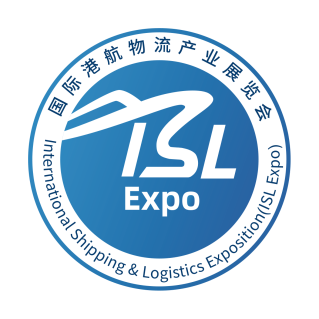 国际港航物流产业展览会
ISL
Expo
International Shipping & Logistics Exposition(ISL Expo)